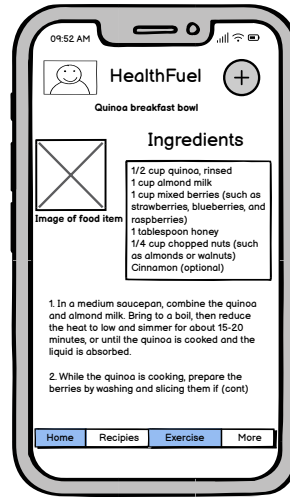 09:52 AM
HealthFuel
+
Quinoa breakfast bowl
Ingredients
1/2 cup quinoa, rinsed
1 cup almond milk
1 cup mixed berries (such as
strawberries, blueberries, and
raspberries)
1 tablespoon honey
1/4 cup chopped nuts (such
as almonds or walnuts)
Cinnamon (optional)
Image of food item
1. In a medium saucepan, combine the quinoa
and almond milk. Bring to a boil, then reduce
the heat to low and simmer for about 15-20
minutes, or until the quinoa is cooked and the
liquid is absorbed.
2. While the quinoa is cooking, prepare the
berries by washing and slicing them if (cont)
Home Recipies Exercise More